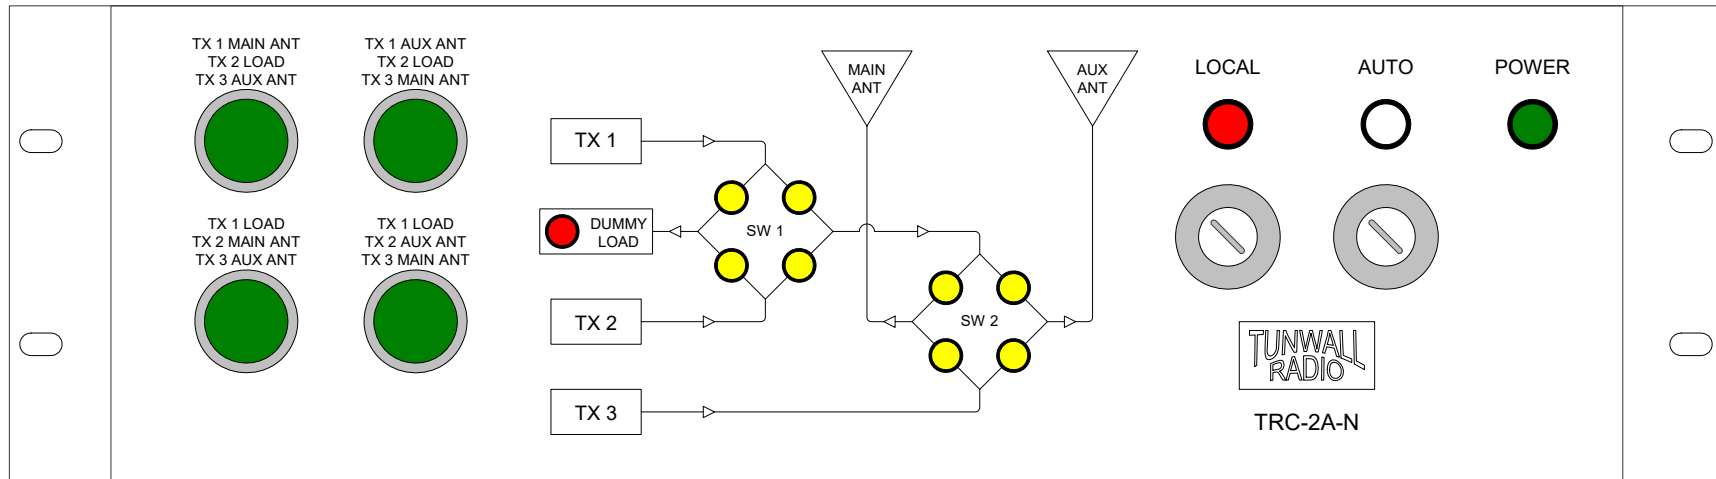 TX 1 MAIN ANT
TX 2 LOAD
TX 3 AUX ANT
TX 1 AUX ANT
TX 2 LOAD
TX 3 MAIN ANT
TX 1 LOAD
TX 2 MAIN ANT
TX 3 AUX ANT
TX 1 LOAD
TX 2 AUX ANT
TX 3 MAIN ANT
MAIN
ANT
AUX
ANT
TX 1
DUMMY
LOAD
SW 1
TX 2
SW 2
TX 3
LOCAL
AUTO
POWER
TUNWALL
RADIO
TRC-2A-N